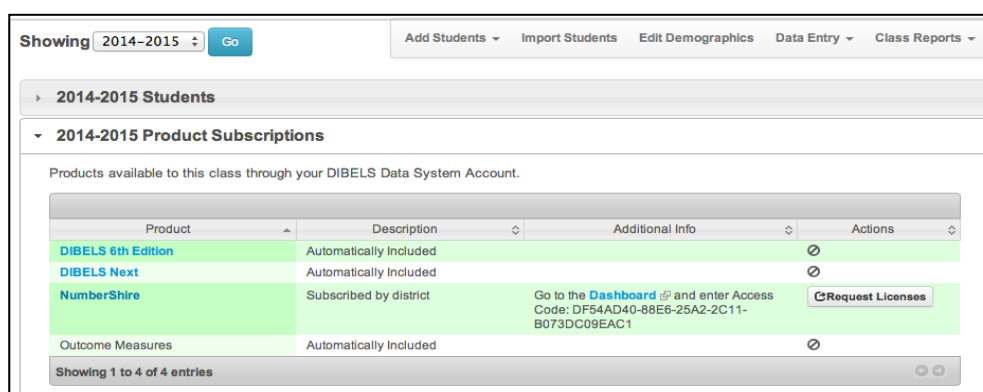 Showing 2014-2015 Go Add Students Import Students Edit Demographics Data Entry Class Reports
2014-2015 Students
2014-2015 Product Subscriptions
Products available to this class through your DIBELS Data System Account.
Product Description Additional Info Actions
DIBELS 6th Edition Automatically Included
DIBELS Next Automatically Included
NumberShire Subscribed by district Go to the Dashboard and enter Access Request Licenses
Code: DF54AD40-88E6-25A2-2C11-
B073DC09EAC1
Outcome Measures Automatically Included
Showing 1 to 4 of 4 entries